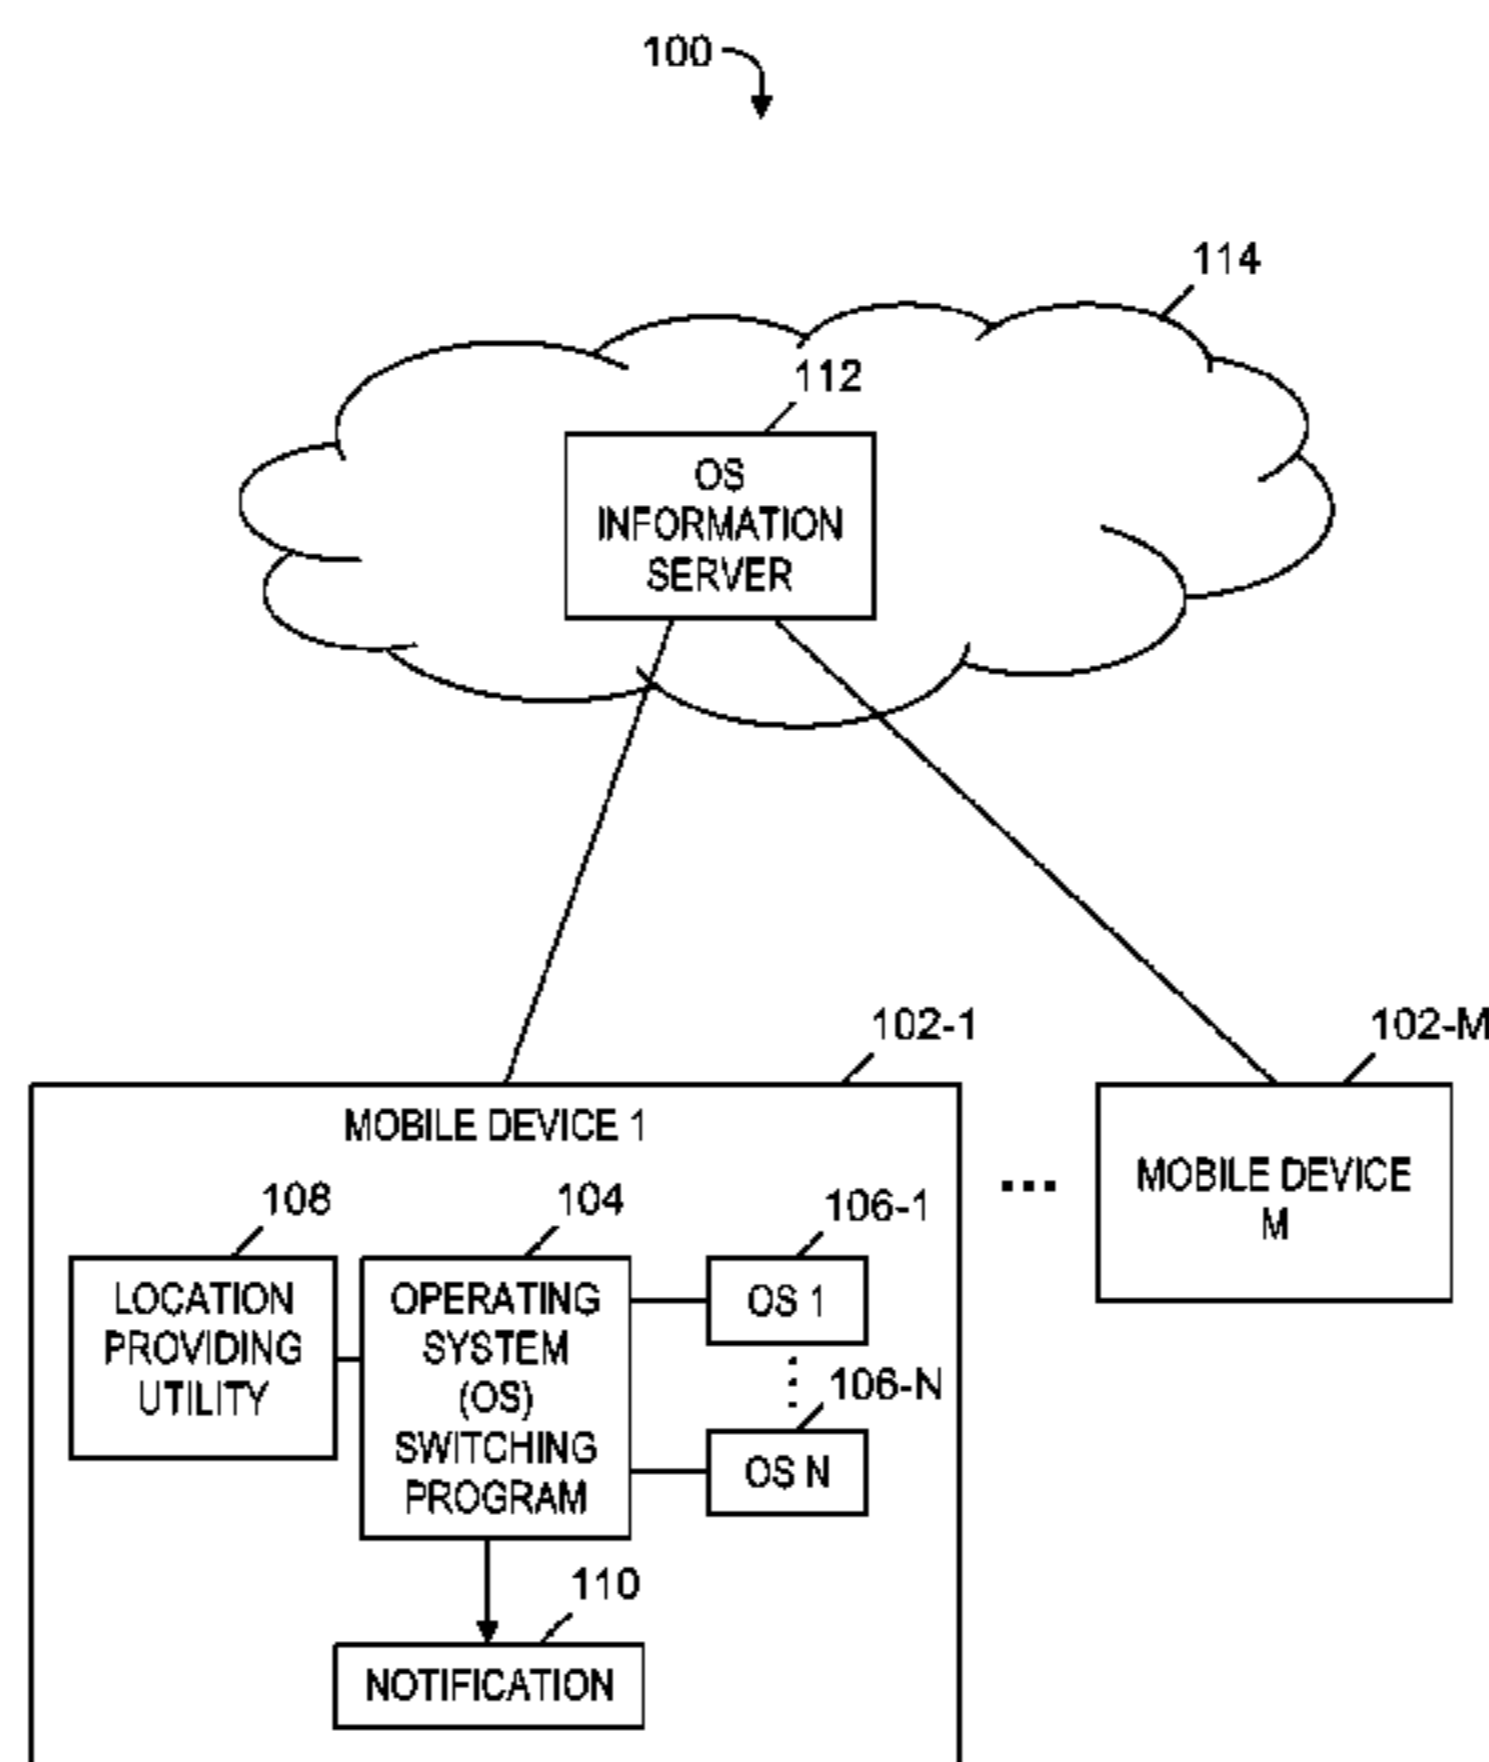 100
114
112
OS
INFORMATION
SERVER
102-1
102-M
MOBILE DEVICE 1
MOBILE DEVICE
M
...
108
104
106-1
LOCATION
PROVIDING
UTILITY
OPERATING
SYSTEM
(OS)
SWITCHING
PROGRAM
OS 1
106-N
OS N
110
NOTIFICATION